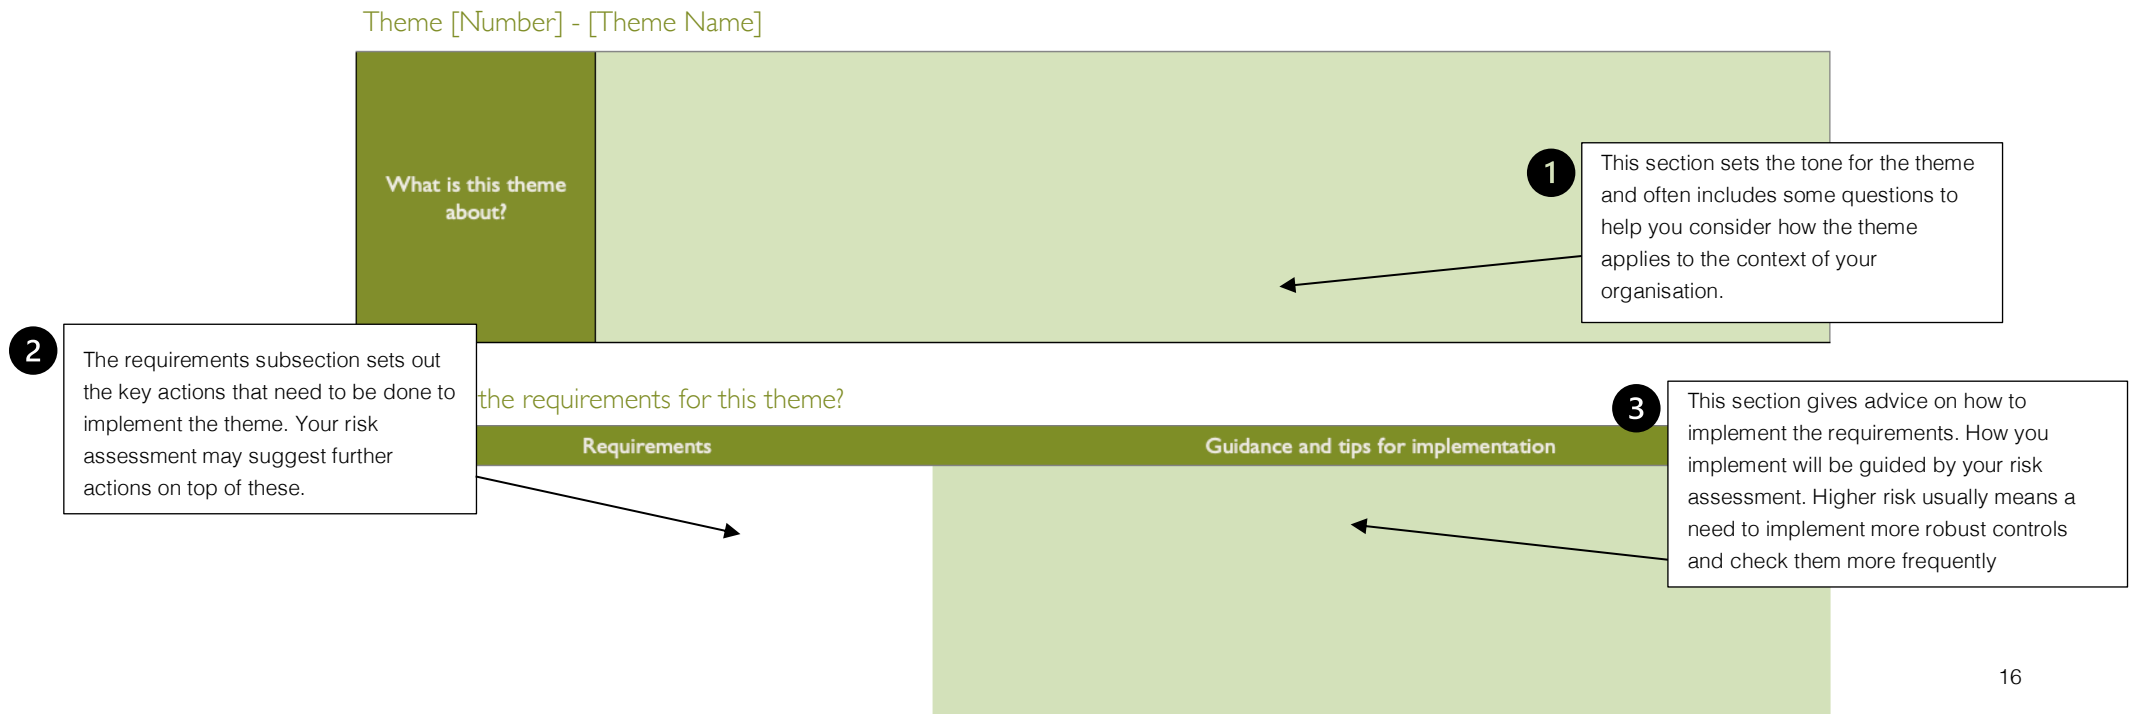 Theme [Number] - [Theme Name]
What is this theme
about?
1
This section sets the tone for the theme
and often includes some questions to
help you consider how the theme
applies to the context of your
organisation.
2
The requirements subsection sets out
the key actions that need to be done to
implement the theme. Your risk
assessment may suggest further
actions on top of these.
the requirements for this theme?
Requirements
Guidance and tips for implementation
3
This section gives advice on how to
implement the requirements. How you
implement will be guided by your risk
assessment. Higher risk usually means a
need to implement more robust controls
and check them more frequently
16